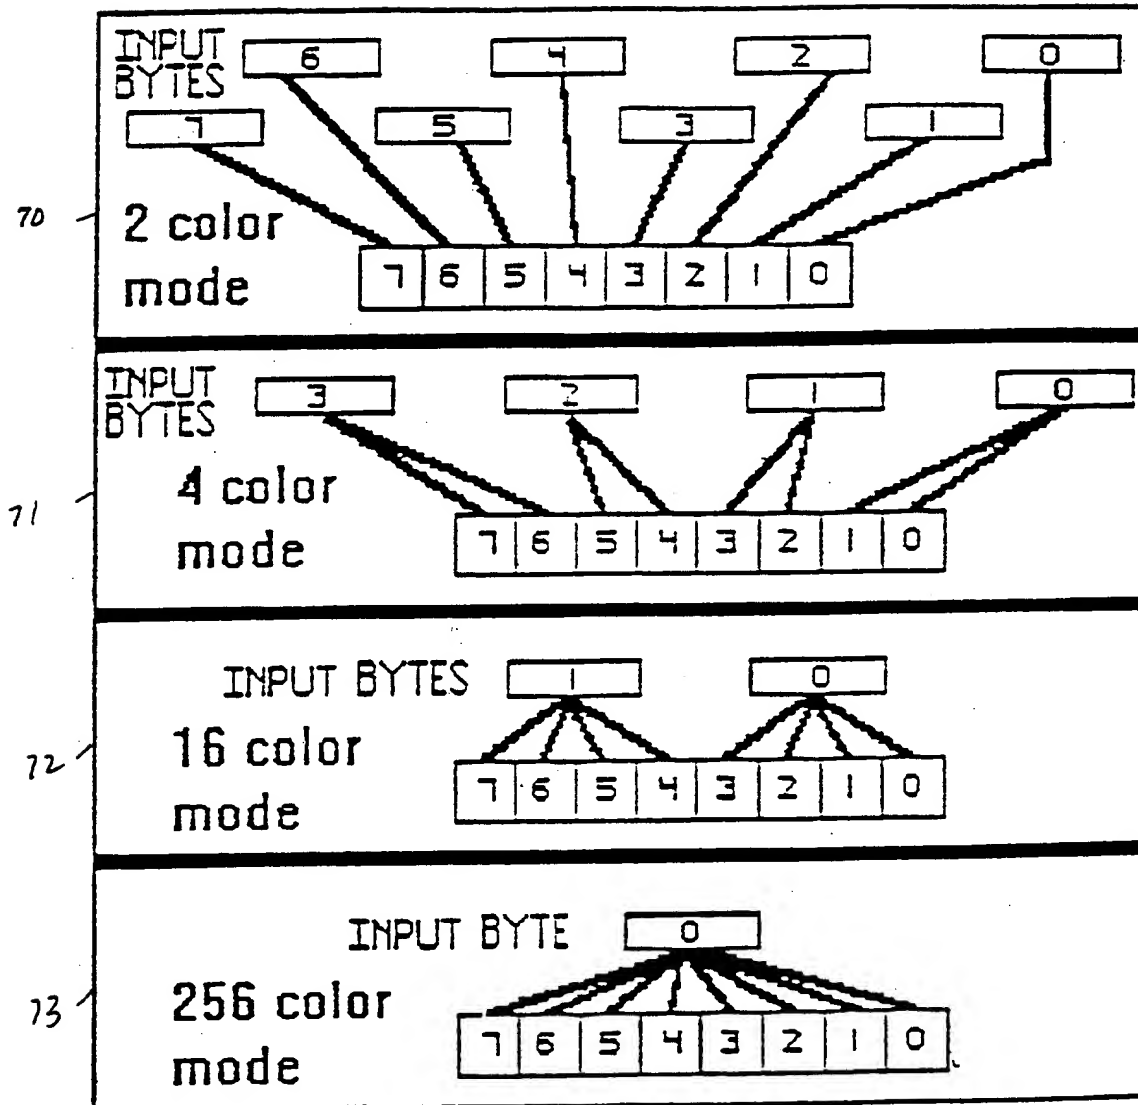 INPUT
BYTES
6 4 2 0
7 5 3 1
70
2 color
mode
7 6 5 4 3 2 1 0
INPUT
BYTES
3 2 1 0
71
4 color
mode
7 6 5 4 3 2 1 0
INPUT BYTES
1 0
72
16 color
mode
7 6 5 4 3 2 1 0
INPUT BYTE
0
73
256 color
mode
7 6 5 4 3 2 1 0